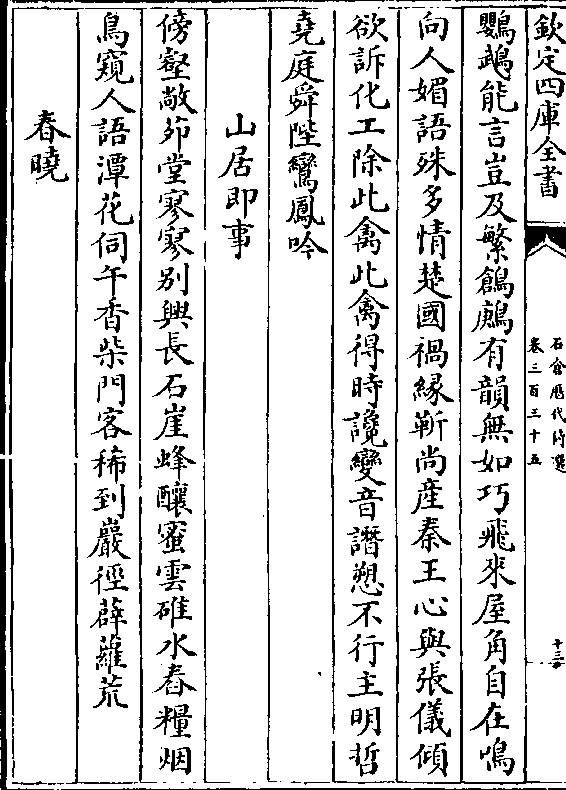 欽定四庫全書
石倉歷代詩選
卷三百三十五
十三
鸚鵡能言豈及繁鶬鷓有韻無如巧飛來屋角自在鳴
向人媚語殊多情楚國禍緣靳尚産秦王心與張儀傾
欲訴化工除此禽此禽得時讒變音譖愬不行主明哲
堯庭舜陛鸞鳳吟
山居即事
傍壑敞茆堂寥寥别興長石崖蜂釀蜜雲碓水舂糧烟
鳥窺人語潭花伺午香柴門客稀到巖徑薜蘿荒
春曉